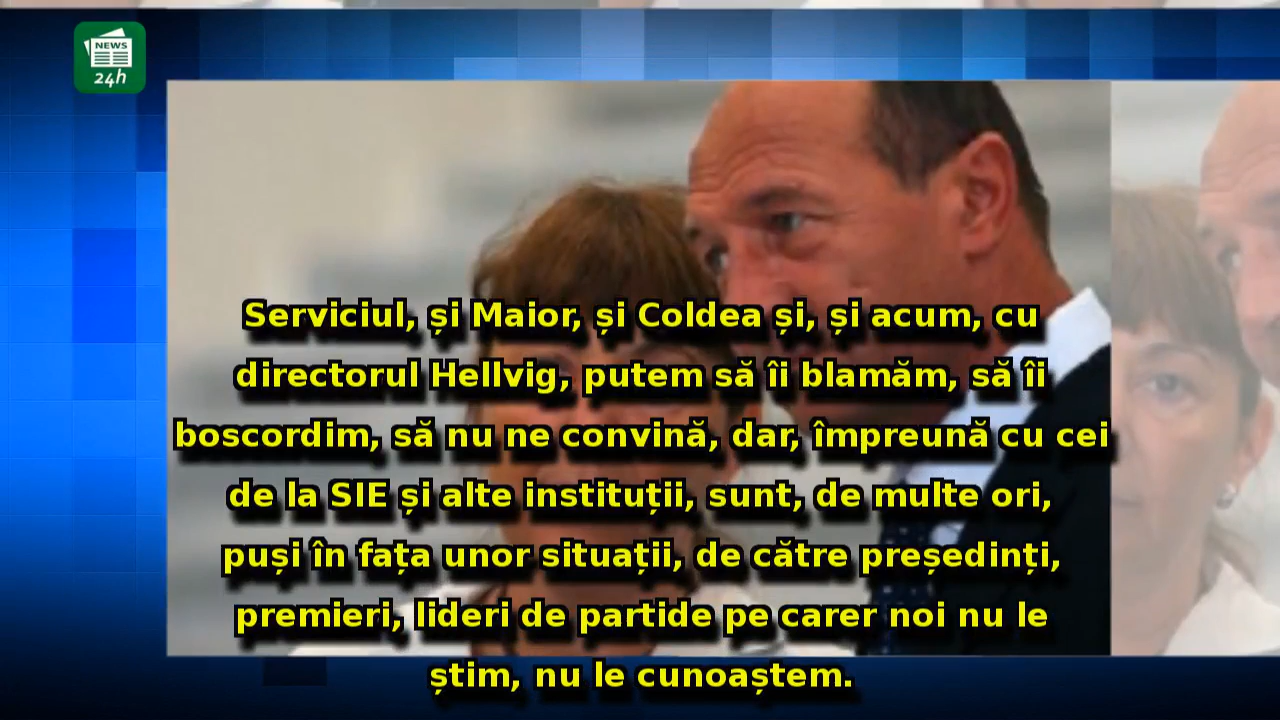 NEWS
24h
Serviciul, și Maior, și Coldea și, și acum, cu
directorul Hellvig, putem să îi blamăm, să îi
boscordim, să nu ne convină, dar, împreună cu cei
de la SIE și alte instituții, sunt, de multe ori,
puși în fața unor situații, de către președinți,
premieri, lideri de partide pe carer noi nu le
știm, nu le cunoaștem.